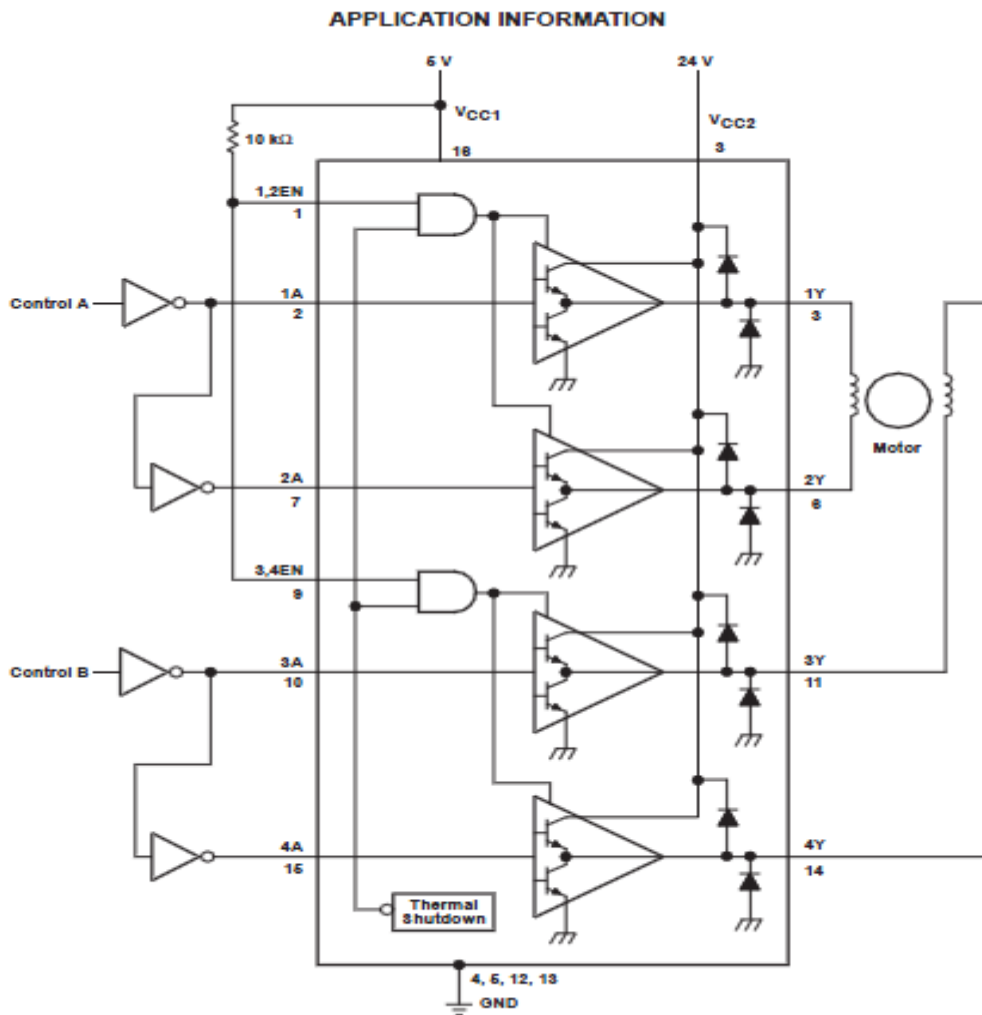 APPLICATION INFORMATION
5 V
24 V
VCC1
VCC2
10 kΩ
16
3
1,2EN
1
Control A
1A
2
1Y
3
Motor
2A
7
2Y
6
3,4EN
9
Control B
3A
10
3Y
11
4A
15
4Y
14
Thermal
Shutdown
4, 5, 12, 13
GND